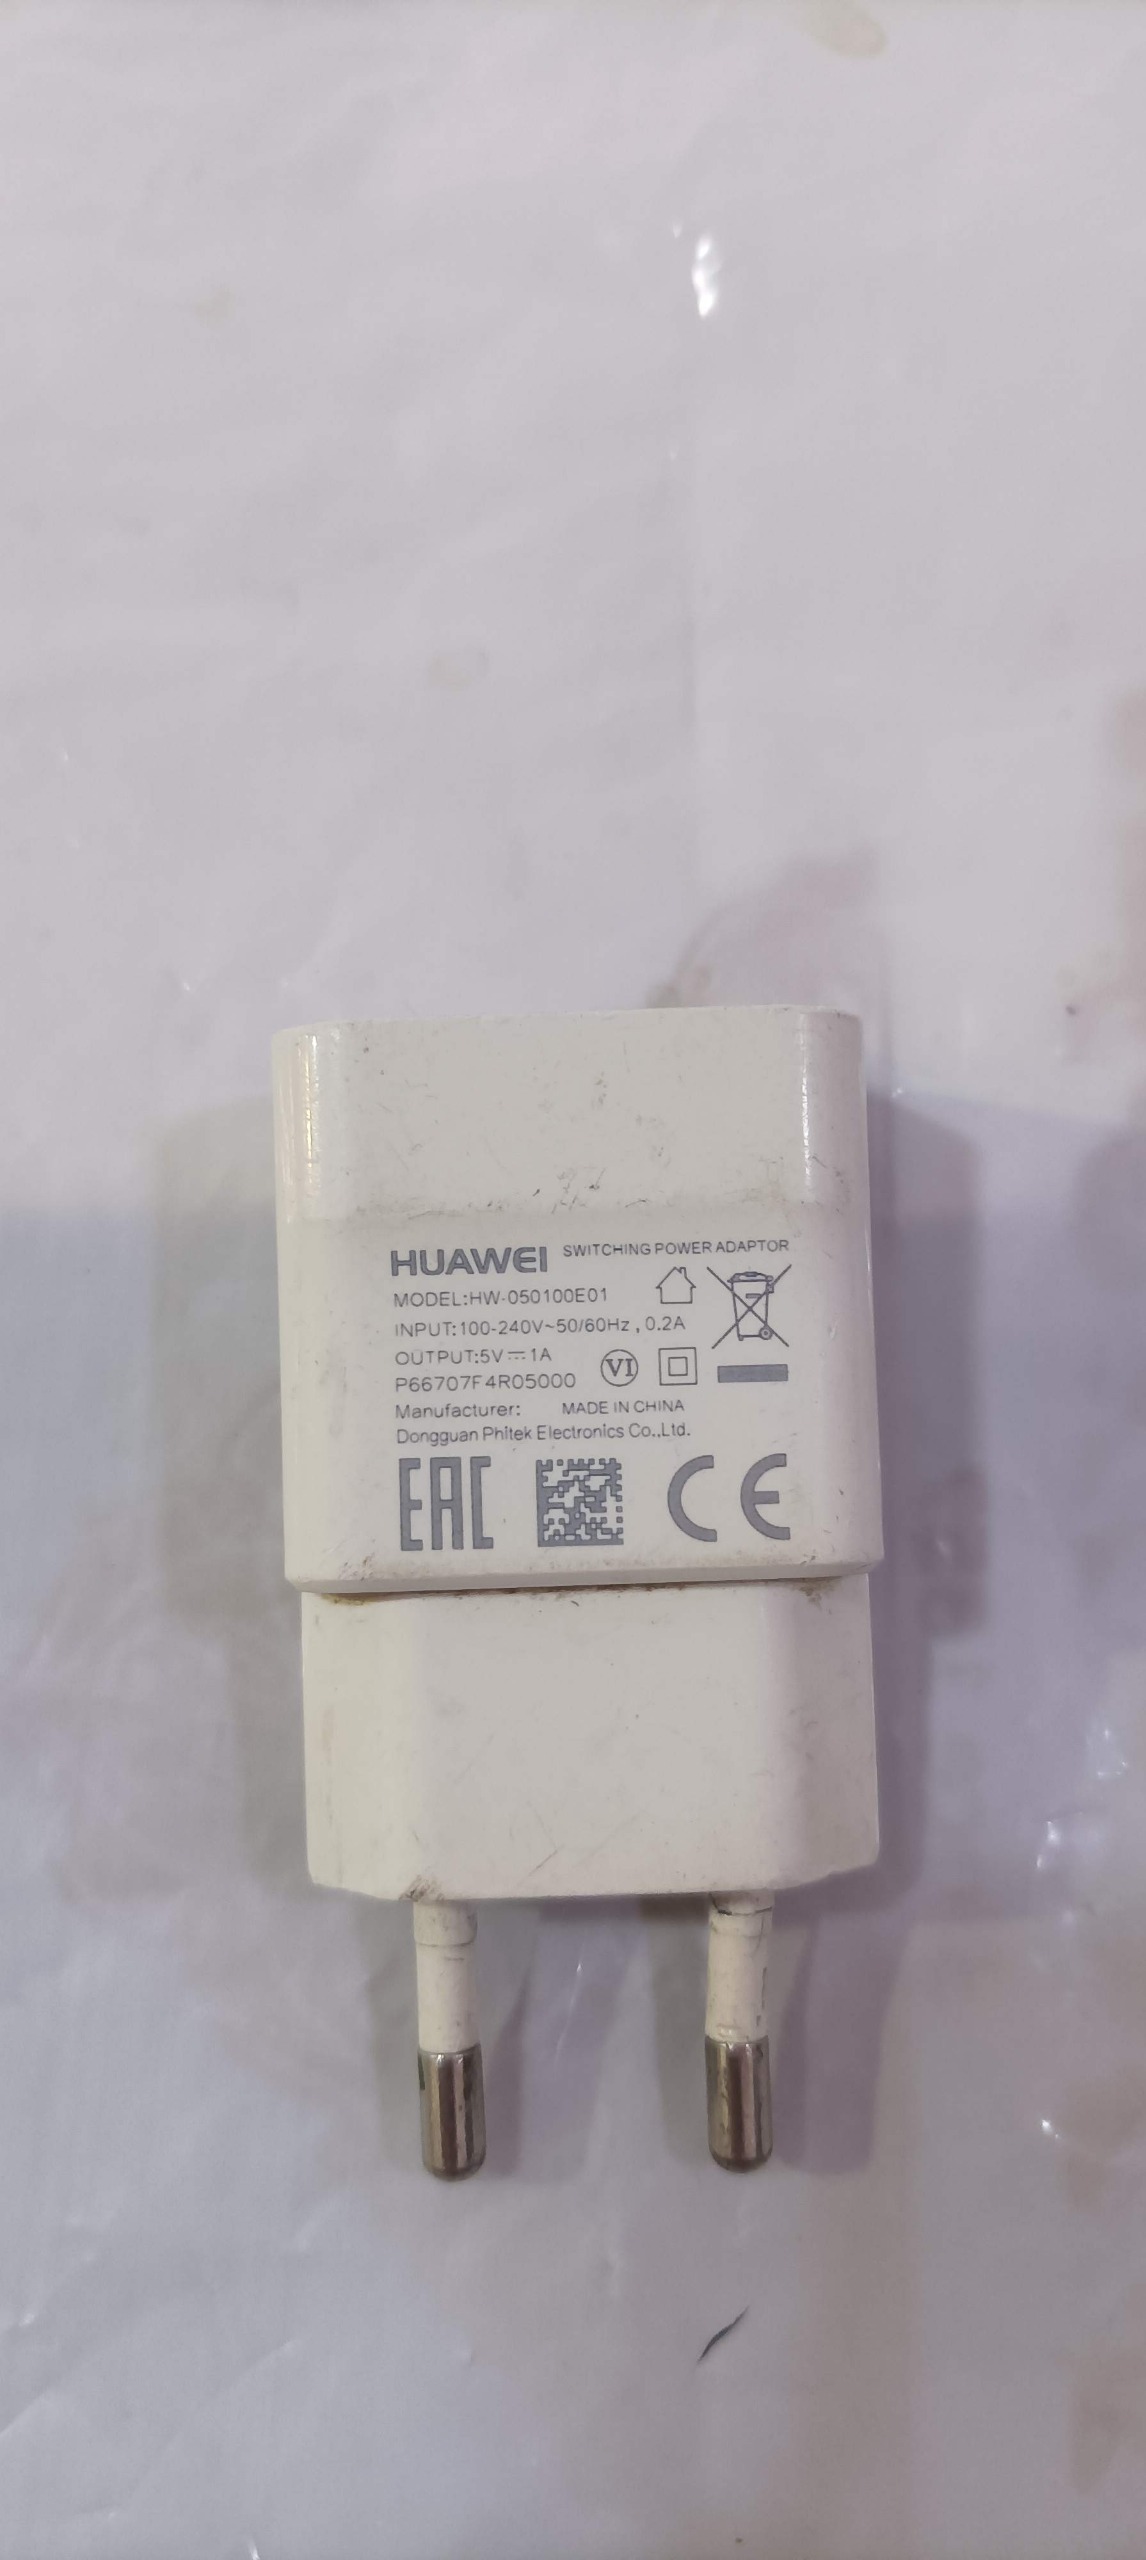 HUAWEI SWITCHING POWER ADAPTOR
MODEL:HW-050100E01
INPUT:100-240V~50/60Hz , 0.2A
OUTPUT:5V⎓1A
VI
P66707F4R05000
Manufacturer: MADE IN CHINA
Dongguan Phitek Electronics Co.,Ltd.
EAC CE